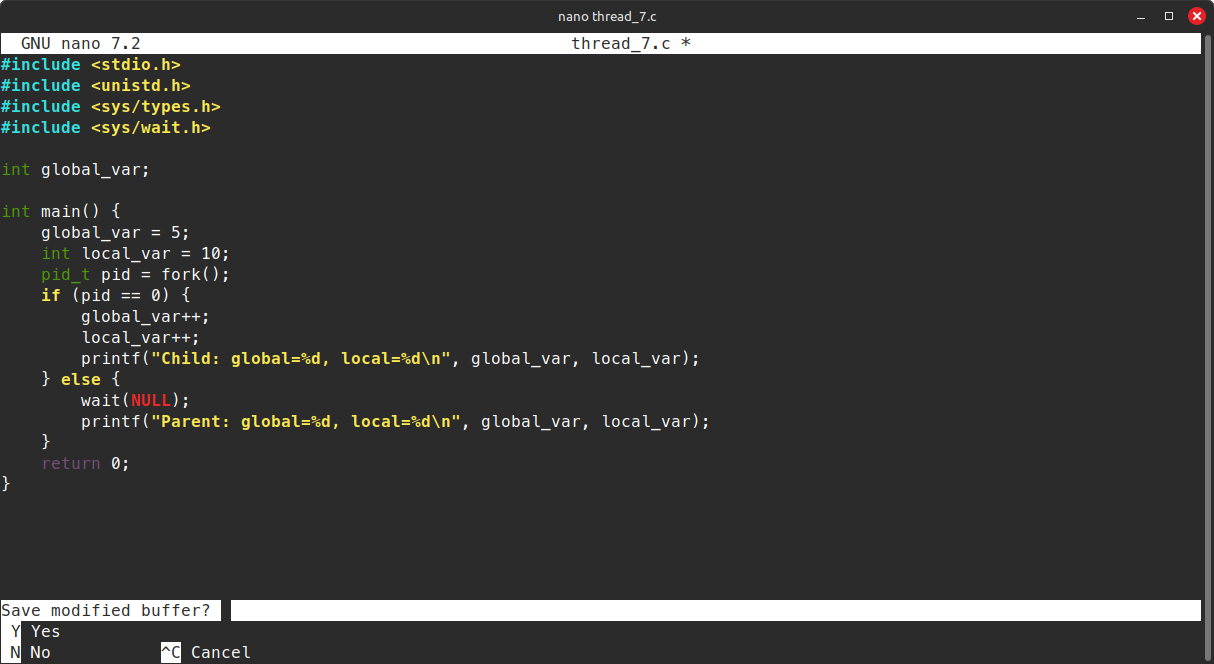 nano thread_7.c
GNU nano 7.2 thread_7.c *
#include <stdio.h>
#include <unistd.h>
#include <sys/types.h>
#include <sys/wait.h>

int global_var;

int main() {
    global_var = 5;
    int local_var = 10;
    pid_t pid = fork();
    if (pid == 0) {
        global_var++;
        local_var++;
        printf("Child: global=%d, local=%d\n", global_var, local_var);
    } else {
        wait(NULL);
        printf("Parent: global=%d, local=%d\n", global_var, local_var);
    }
    return 0;
}
Save modified buffer?
Y Yes
N No ^C Cancel